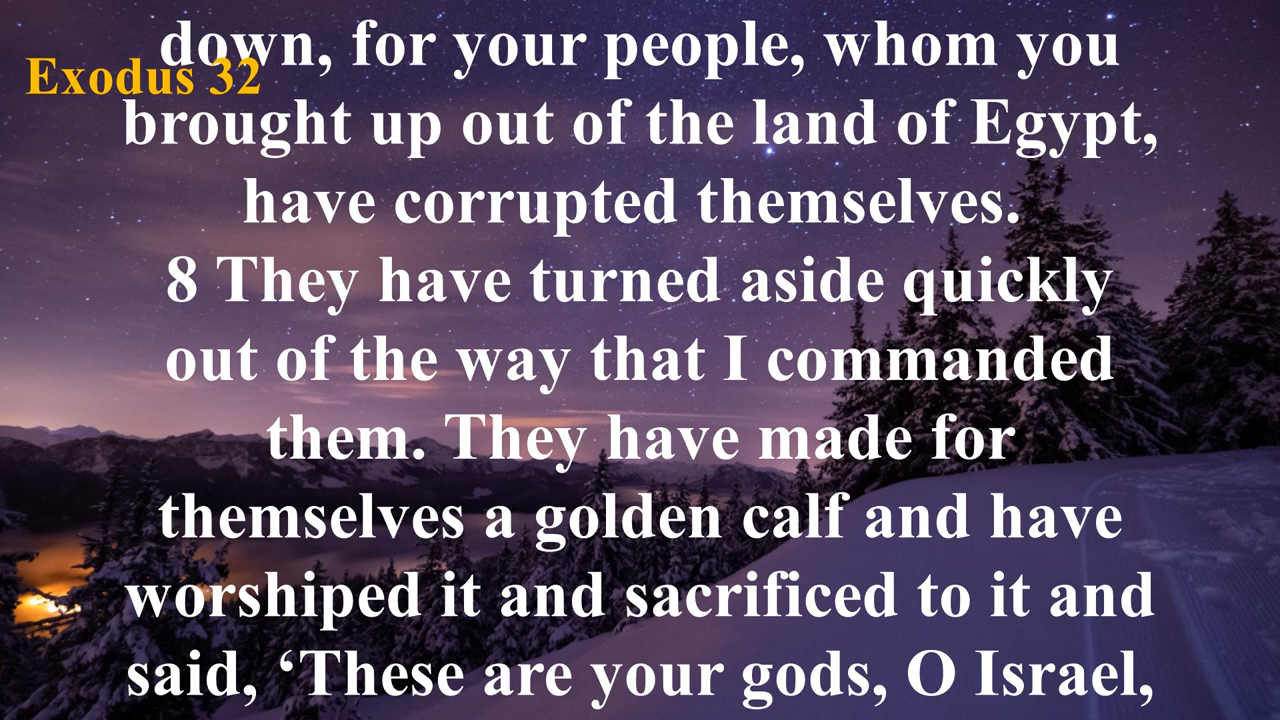 Exodus 32
down, for your people, whom you
brought up out of the land of Egypt,
have corrupted themselves.
8 They have turned aside quickly
out of the way that I commanded
them. They have made for
themselves a golden calf and have
worshiped it and sacrificed to it and
said, ‘These are your gods, O Israel,